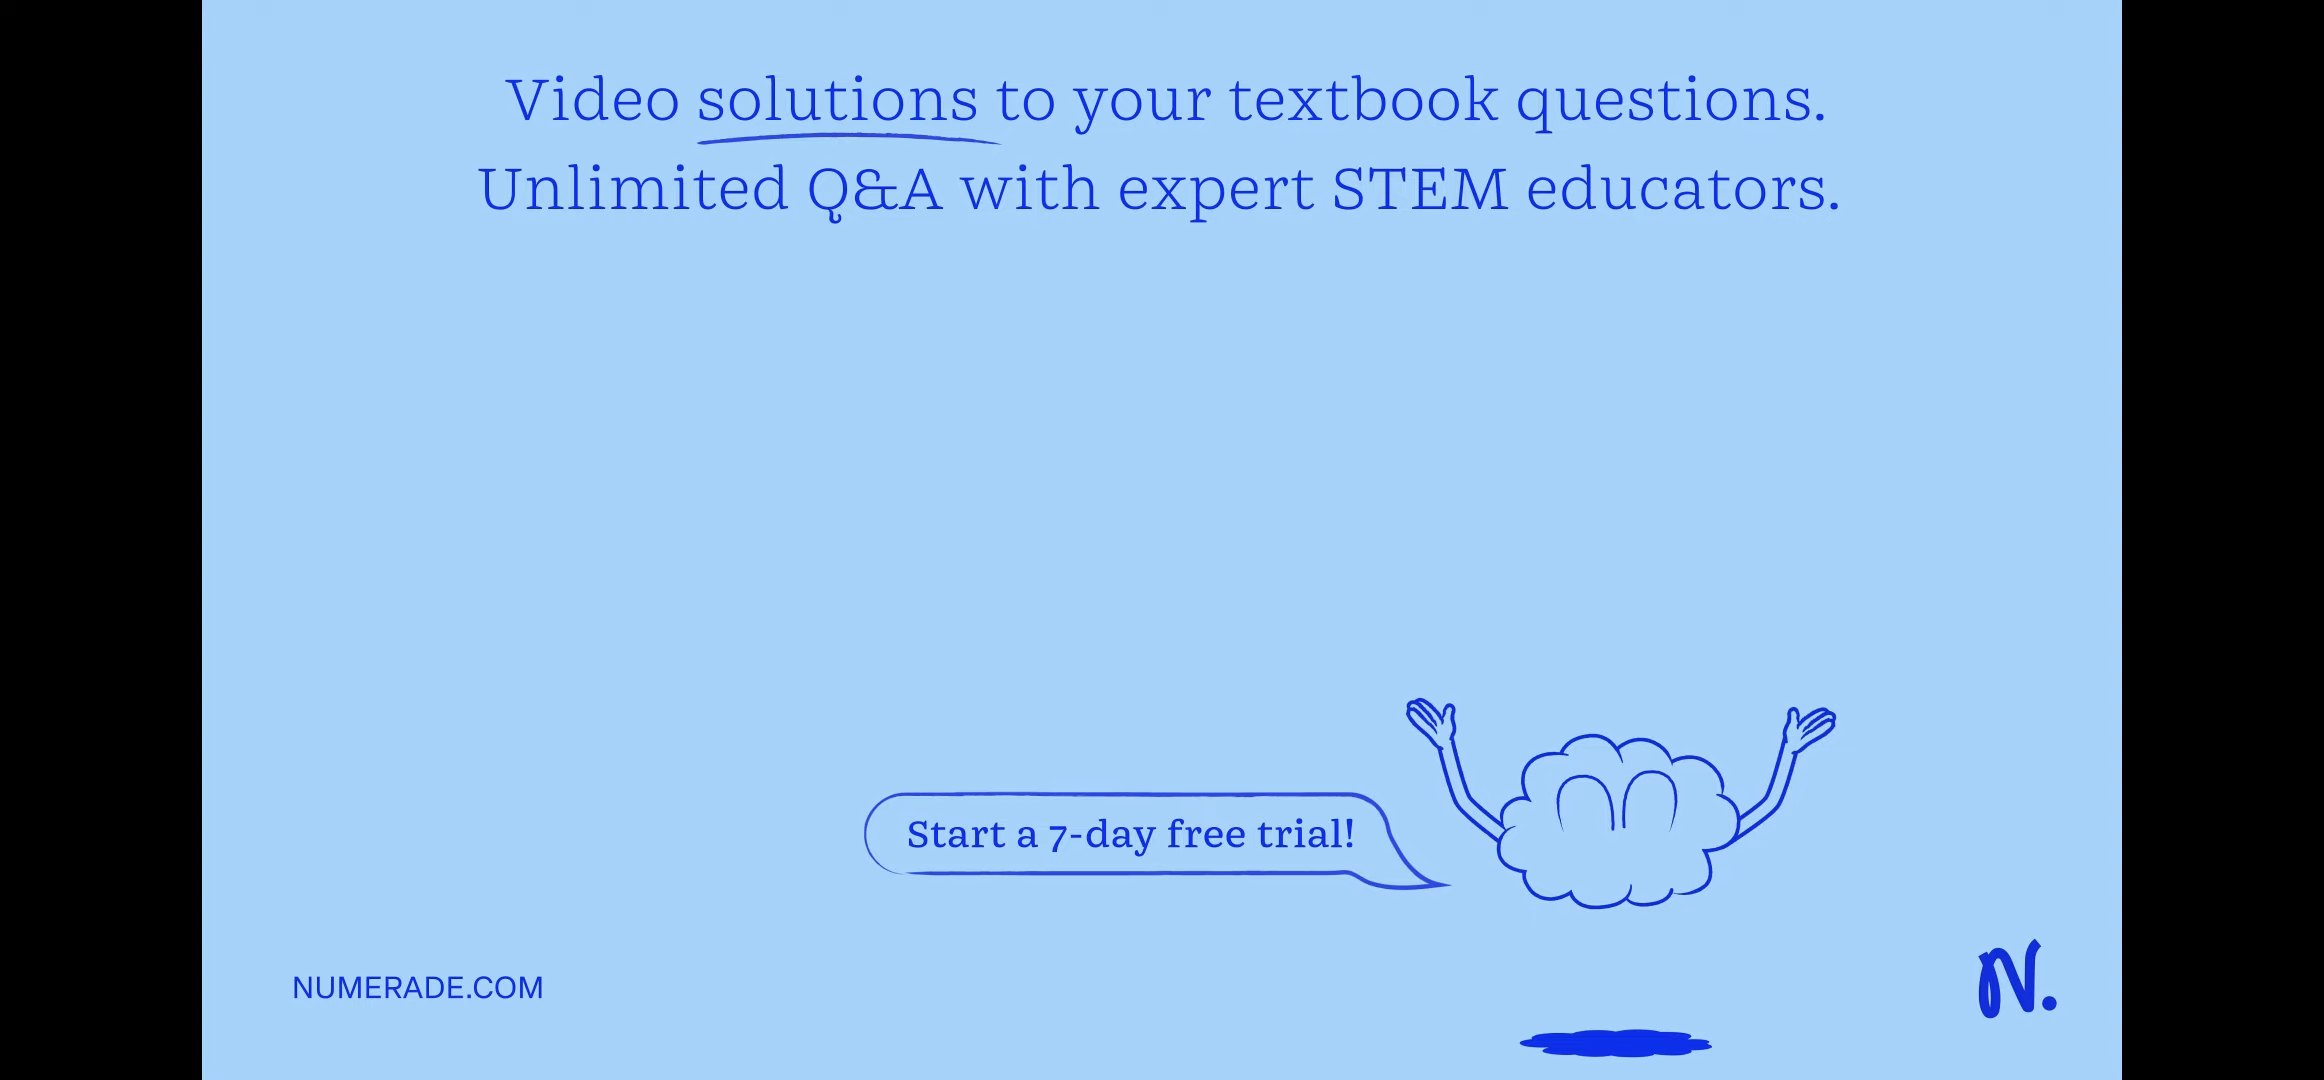 Video solutions to your textbook questions.
Unlimited Q&A with expert STEM educators.
Start a 7-day free trial!
NUMERADE.COM
N.